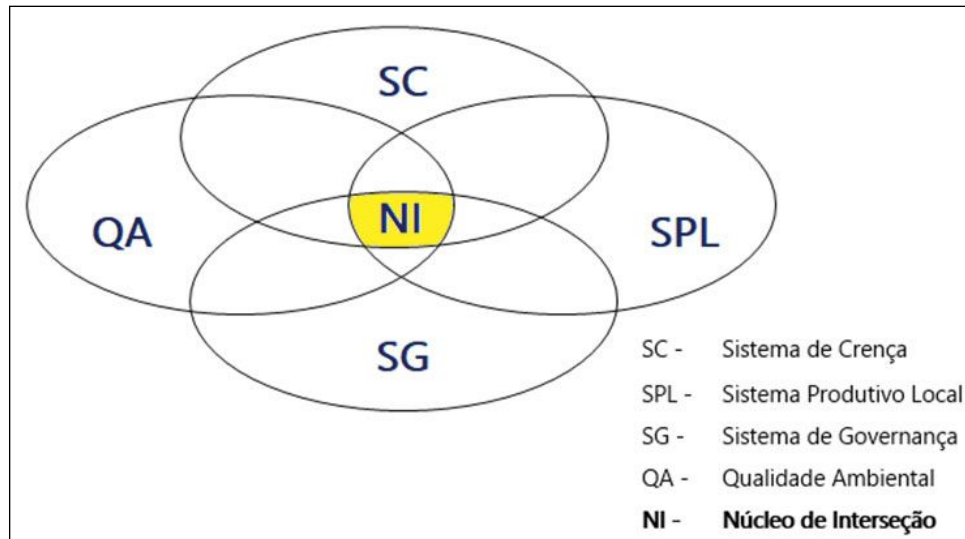 SC
QA
NI
SPL
SG
SC - Sistema de Crença
SPL - Sistema Produtivo Local
SG - Sistema de Governança
QA - Qualidade Ambiental
NI - Núcleo de Interseção